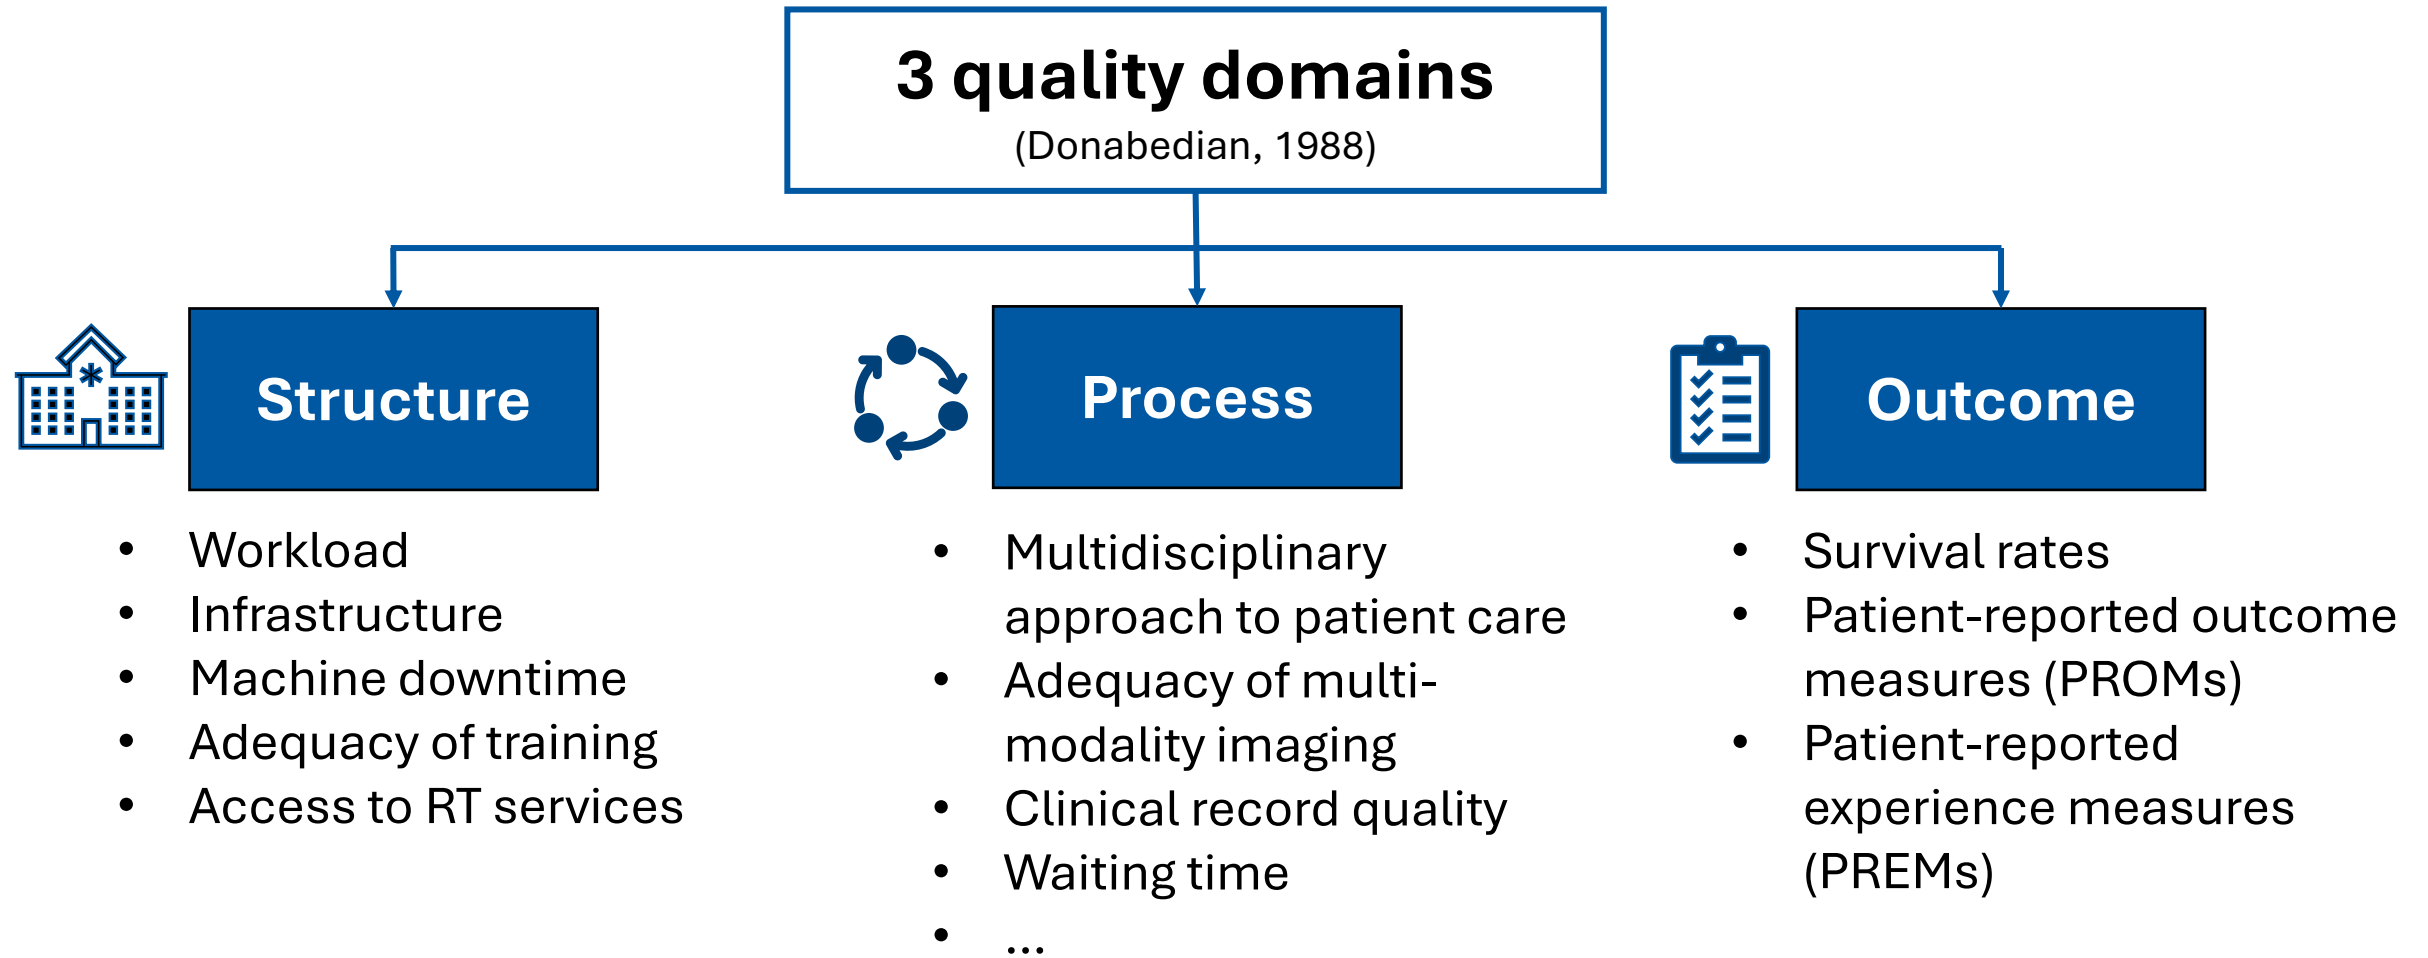 3 quality domains
(Donabedian, 1988)
Structure
• Workload
• Infrastructure
• Machine downtime
• Adequacy of training
• Access to RT services
Process
• Multidisciplinary
approach to patient care
• Adequacy of multi-
modality imaging
• Clinical record quality
• Waiting time
• ...
Outcome
• Survival rates
• Patient-reported outcome
measures (PROMs)
• Patient-reported
experience measures
(PREMs)